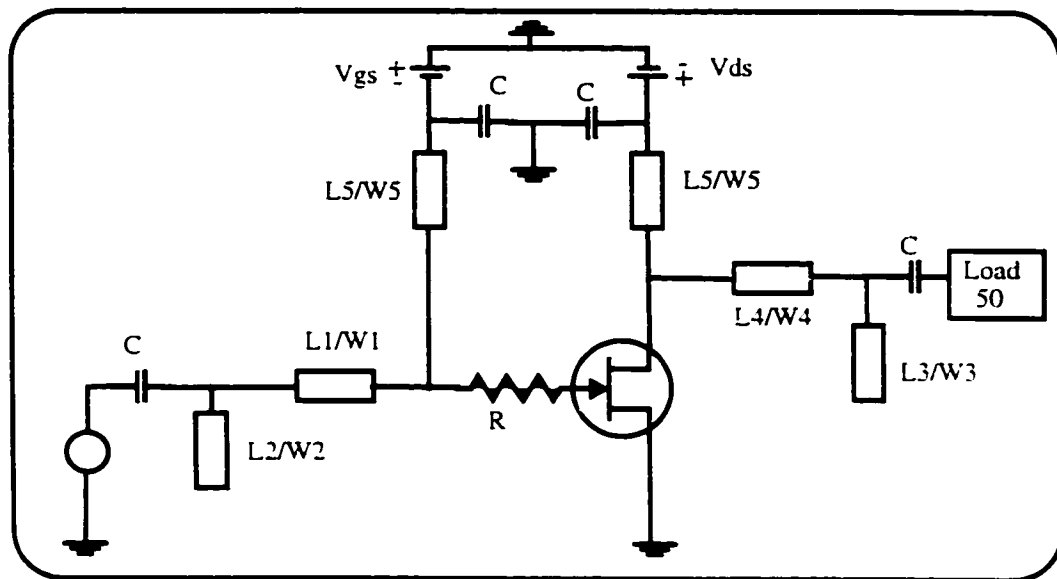 Vgs
+
-
-
+
Vds
C
C
L5/W5
L5/W5
C
Load
50
L4/W4
L1/W1
C
L3/W3
R
L2/W2